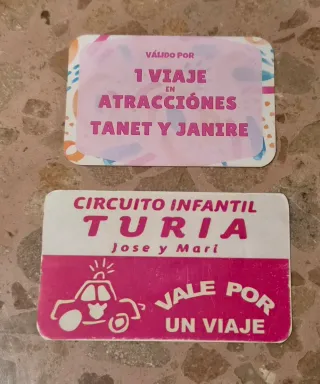 VÁLIDO POR
1 VIAJE
EN
ATRACCIÓNES
TANET Y JANIRE
CIRCUITO INFANTIL
TURIA
Jose y Mari
VALE POR
UN VIAJE